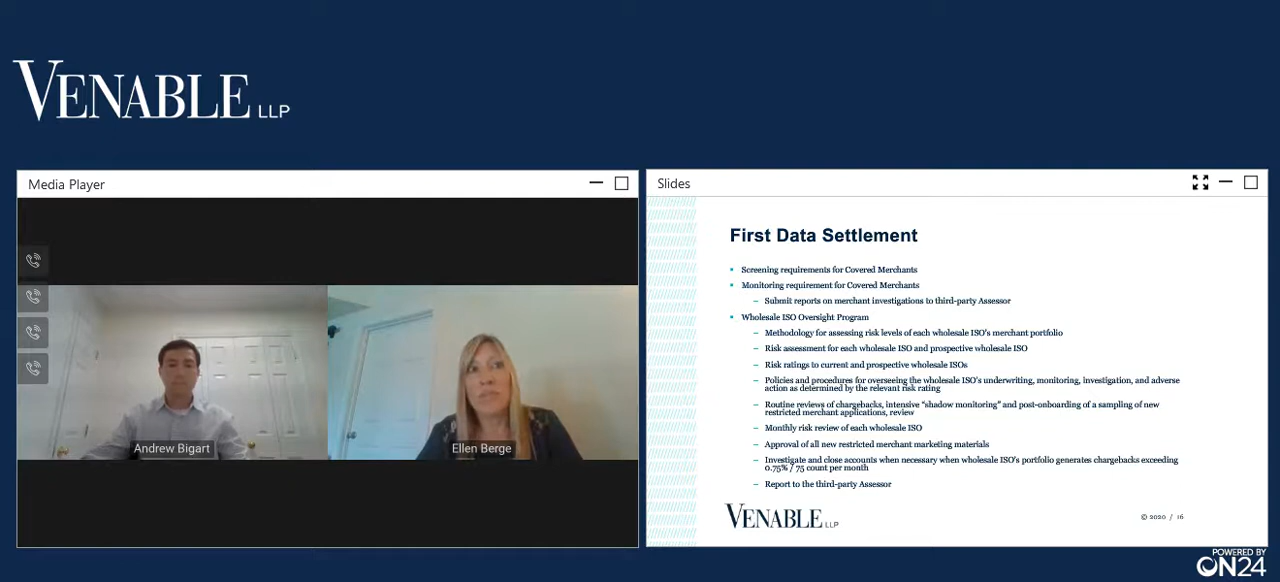 VENABLE LLP
Media Player
Andrew Bigart
Ellen Berge
Slides
First Data Settlement
▪ Screening requirements for Covered Merchants
▪ Monitoring requirement for Covered Merchants
– Submit reports on merchant investigations to third-party Assessor
▪ Wholesale ISO Oversight Program
– Methodology for assessing risk levels of each wholesale ISO's merchant portfolio
– Risk assessment for each wholesale ISO and prospective wholesale ISO
– Risk ratings to current and prospective wholesale ISOs
– Policies and procedures for overseeing the wholesale ISO's underwriting, monitoring, investigation, and adverse
action as determined by the relevant risk rating
– Routine reviews of chargebacks, intensive "shadow monitoring" and post-onboarding of a sampling of new
restricted merchant applications, review
– Monthly risk review of each wholesale ISO
– Approval of all new restricted merchant marketing materials
– Investigate and close accounts when necessary when wholesale ISO's portfolio generates chargebacks exceeding
0.75% / 75 count per month
– Report to the third-party Assessor
VENABLE LLP
© 2020 / 16
POWERED BY
ON24